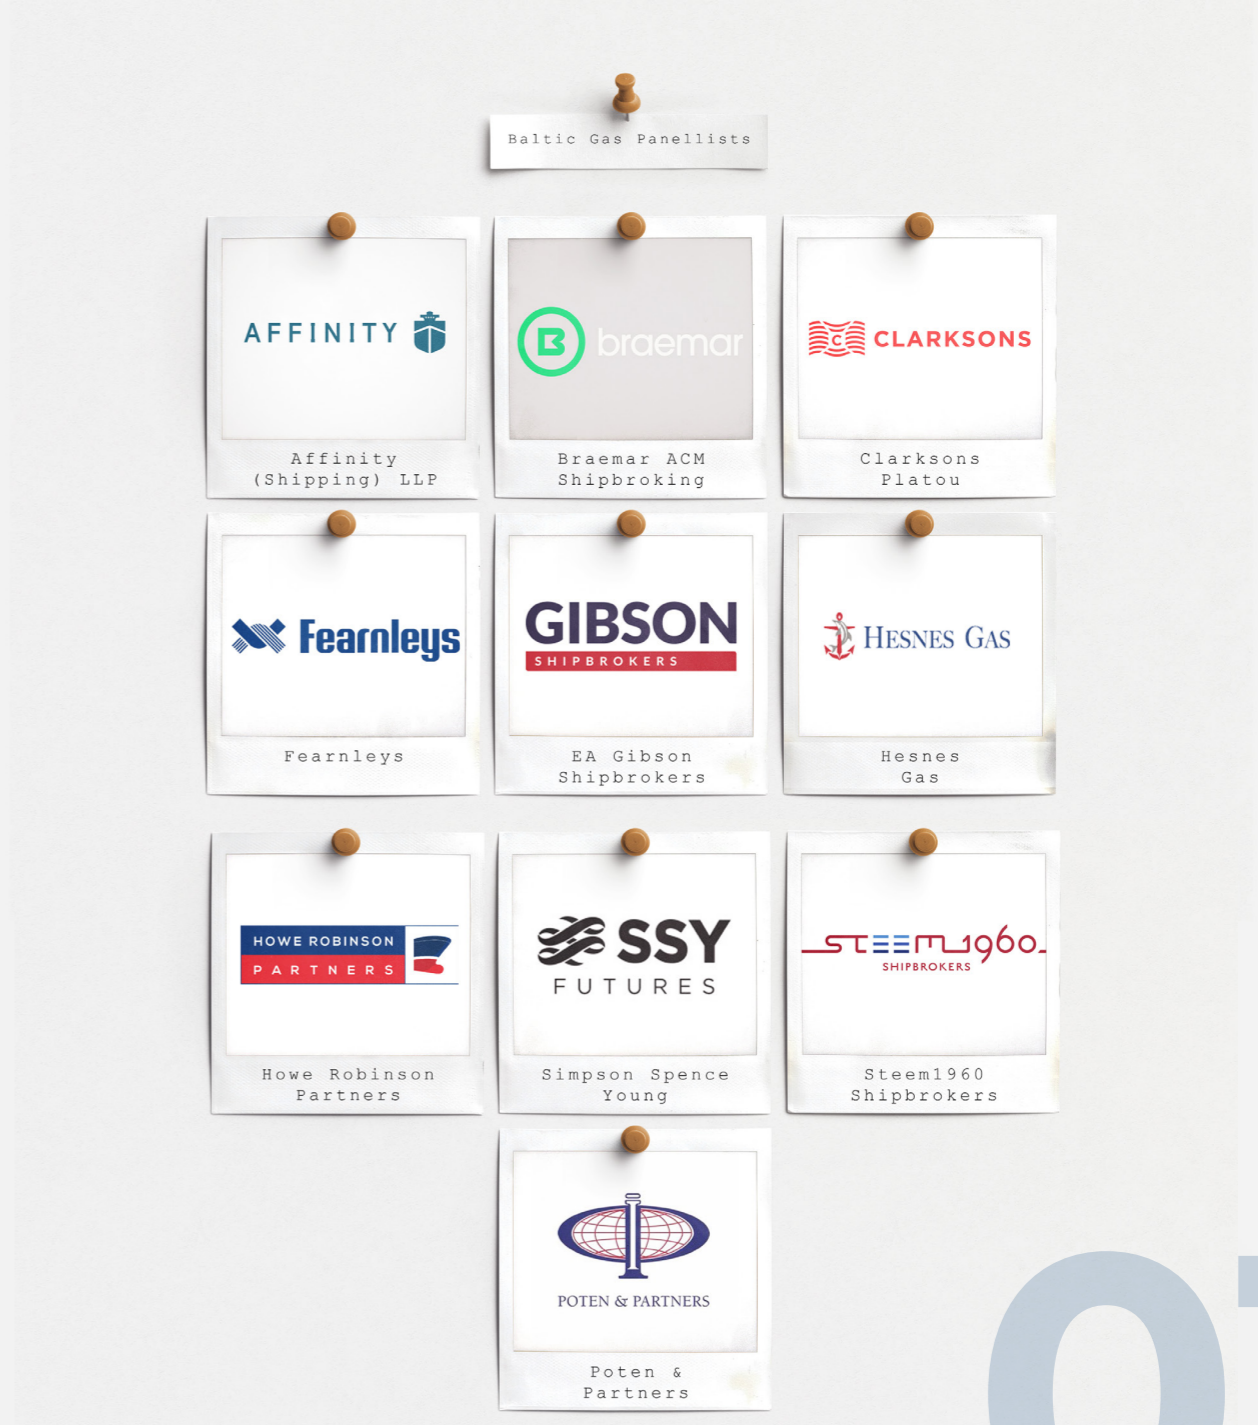 Baltic Gas Panellists
AFFINITY
braemar
CLARKSONS
Affinity
(Shipping) LLP
Braemar ACM
Shipbroking
Clarksons
Platou
Fearnleys
GIBSON
SHIPBROKERS
HESNES GAS
Fearnleys
EA Gibson
Shipbrokers
Hesnes
Gas
HOWE ROBINSON
PARTNERS
SSY
FUTURES
STEEM1960
SHIPBROKERS
Howe Robinson
Partners
Simpson Spence
Young
Steem1960
Shipbrokers
POTEN & PARTNERS
Poten &
Partners